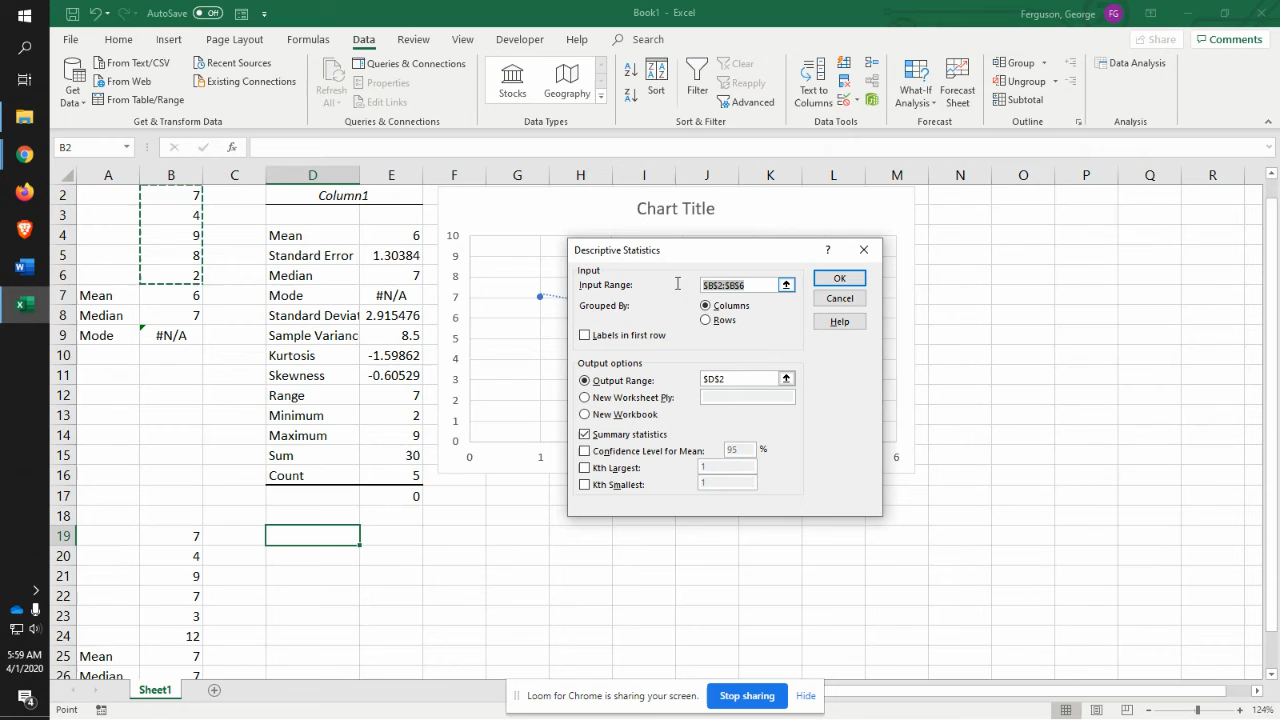 AutoSave Off
Book1 - Excel
Ferguson, George FG
File Home Insert Page Layout Formulas Data Review View Developer Help Search
Share Comments
Get Data
From Text/CSV
From Web
From Table/Range
Recent Sources
Existing Connections
Get & Transform Data
Refresh All
Queries & Connections
Properties
Edit Links
Queries & Connections
Stocks Geography
Data Types
Sort Filter
Clear
Reapply
Advanced
Sort & Filter
Text to Columns
Data Tools
What-If Analysis
Forecast Sheet
Forecast
Group
Ungroup
Subtotal
Outline
Data Analysis
Analysis
B2 fx
A B C D E F G H I J K L M N O P Q R
2 7 Column1
3 4
4 9 Mean 6
5 8 Standard Error 1.30384
6 2 Median 7
7 Mean 6 Mode #N/A
8 Median 7 Standard Deviat 2.915476
9 Mode #N/A Sample Varianc 8.5
10 Kurtosis -1.59862
11 Skewness -0.60529
12 Range 7
13 Minimum 2
14 Maximum 9
15 Sum 30
16 Count 5
17 0
18
19 7
20 4
21 9
22 7
23 3
24 12
25 Mean 7
26 Median 7
Chart Title
10
9
8
7
6
5
4
3
2
1
0
0 1 6
Descriptive Statistics ?
Input
Input Range: $B$2:$B$6
Grouped By: Columns
Rows
Labels in first row
Output options
Output Range: $D$2
New Worksheet Ply:
New Workbook
Summary statistics
Confidence Level for Mean: 95 %
Kth Largest: 1
Kth Smallest: 1
OK
Cancel
Help
5:59 AM
4/1/2020
4
Sheet1
Loom for Chrome is sharing your screen. Stop sharing Hide
Point
124%